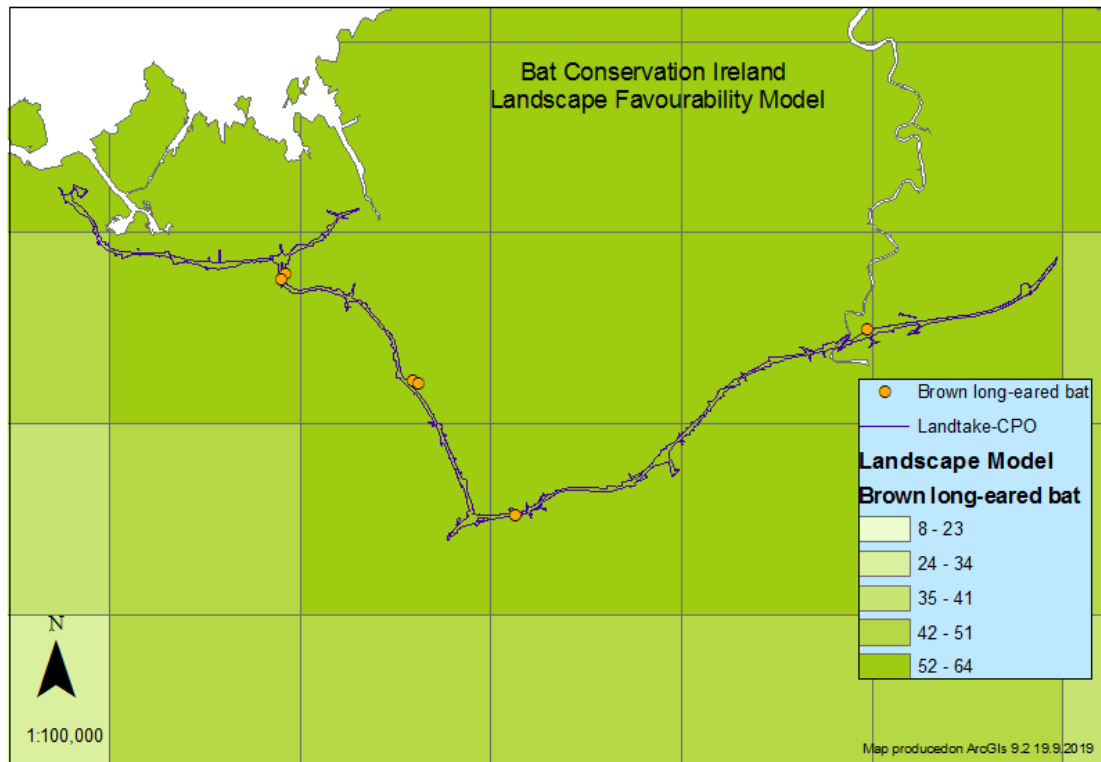 Bat Conservation Ireland
Landscape Favourability Model
Brown long-eared bat
Landtake-CPO
Landscape Model
Brown long-eared bat
8 - 23
24 - 34
35 - 41
42 - 51
52 - 64
N
1:100,000
Map producedon ArcGIs 9.2 19.9.2019